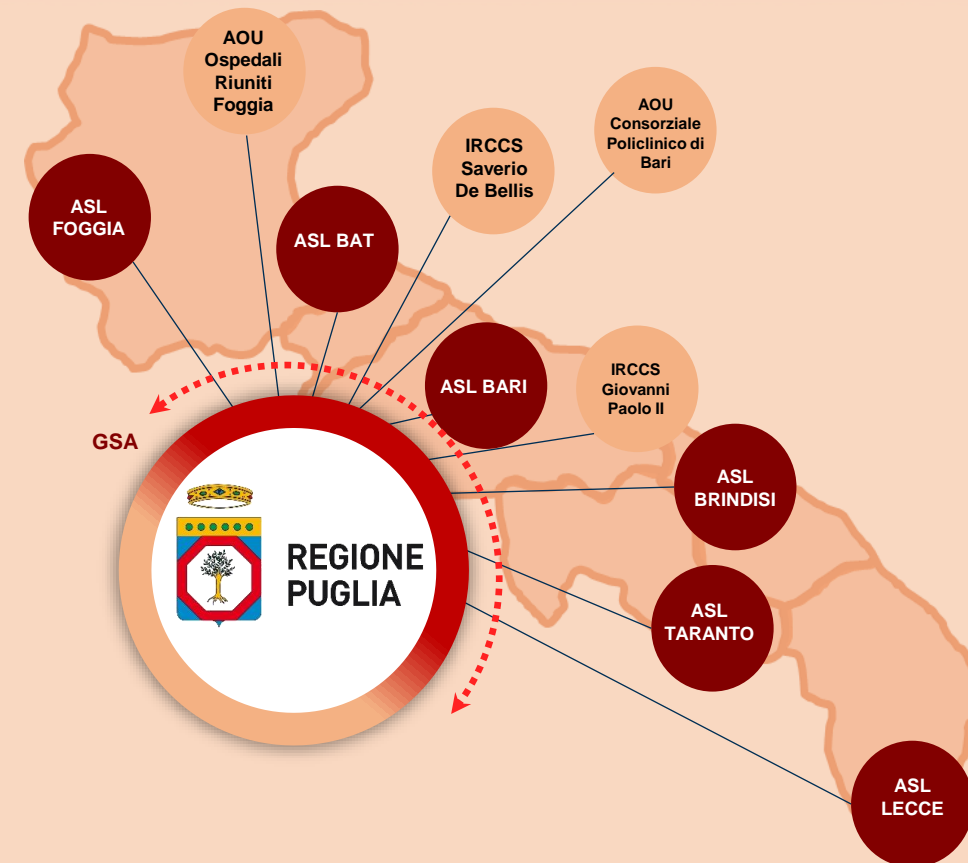 AOU
Ospedali
Riuniti
Foggia
AOU
Consorziale
Policlinico di
Bari
IRCCS
Saverio
De Bellis
ASL
FOGGIA
ASL BAT
ASL BARI
IRCCS
Giovanni
Paolo II
GSA
ASL
BRINDISI
REGIONE
PUGLIA
ASL
TARANTO
ASL
LECCE